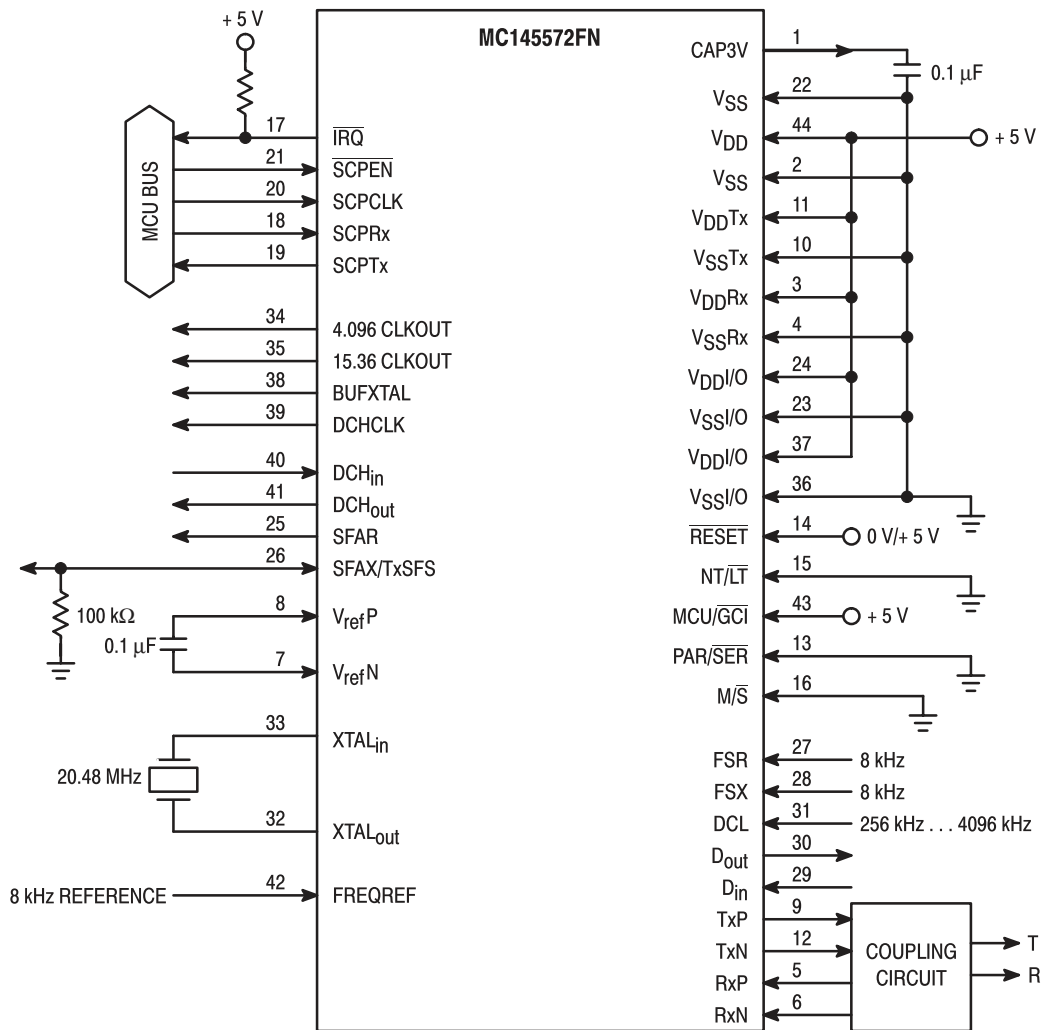 + 5 V
MC145572FN
MCU BUS
17 IRQ
21 SCPEN
20 SCPCLK
18 SCPRx
19 SCPTx
34 4.096 CLKOUT
35 15.36 CLKOUT
38 BUFXTAL
39 DCHCLK
40 DCHin
41 DCHout
25 SFAR
26 SFAX/TxSFS
100 kΩ
8 VrefP
0.1 µF
7 VrefN
33 XTALin
20.48 MHz
32 XTALout
8 kHz REFERENCE 42 FREQREF
CAP3V 1
0.1 µF
VSS 22
VDD 44 + 5 V
VSS 2
VDDTx 11
VSSTx 10
VDDRx 3
VSSRx 4
VDDI/O 24
VSSI/O 23
VDDI/O 37
VSSI/O 36
RESET 14 0 V/+ 5 V
NT/LT 15
MCU/GCI 43 + 5 V
PAR/SER 13
M/S 16
FSR 27 8 kHz
FSX 28 8 kHz
DCL 31 256 kHz . . . 4096 kHz
Dout 30
Din 29
TxP 9
TxN 12
RxP 5
RxN 6
COUPLING
CIRCUIT
T
R